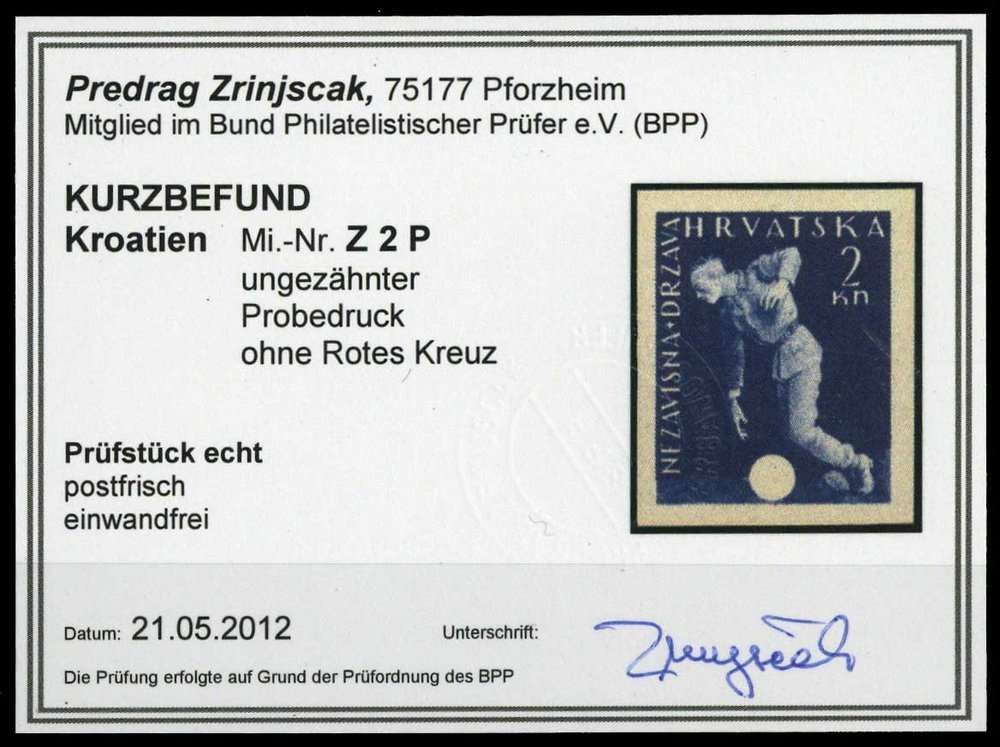 Predrag Zrinjscak, 75177 Pforzheim
Mitglied im Bund Philatelistischer Prüfer e.V. (BPP)
KURZBEFUND
Kroatien Mi.-Nr. Z 2 P
ungezähnter
Probedruck
ohne Rotes Kreuz
NEZAVISNA DRZAVA HRVATSKA
2
Kn
Prüfstück echt
postfrisch
einwandfrei
Datum: 21.05.2012
Unterschrift:
Die Prüfung erfolgte auf Grund der Prüfordnung des BPP